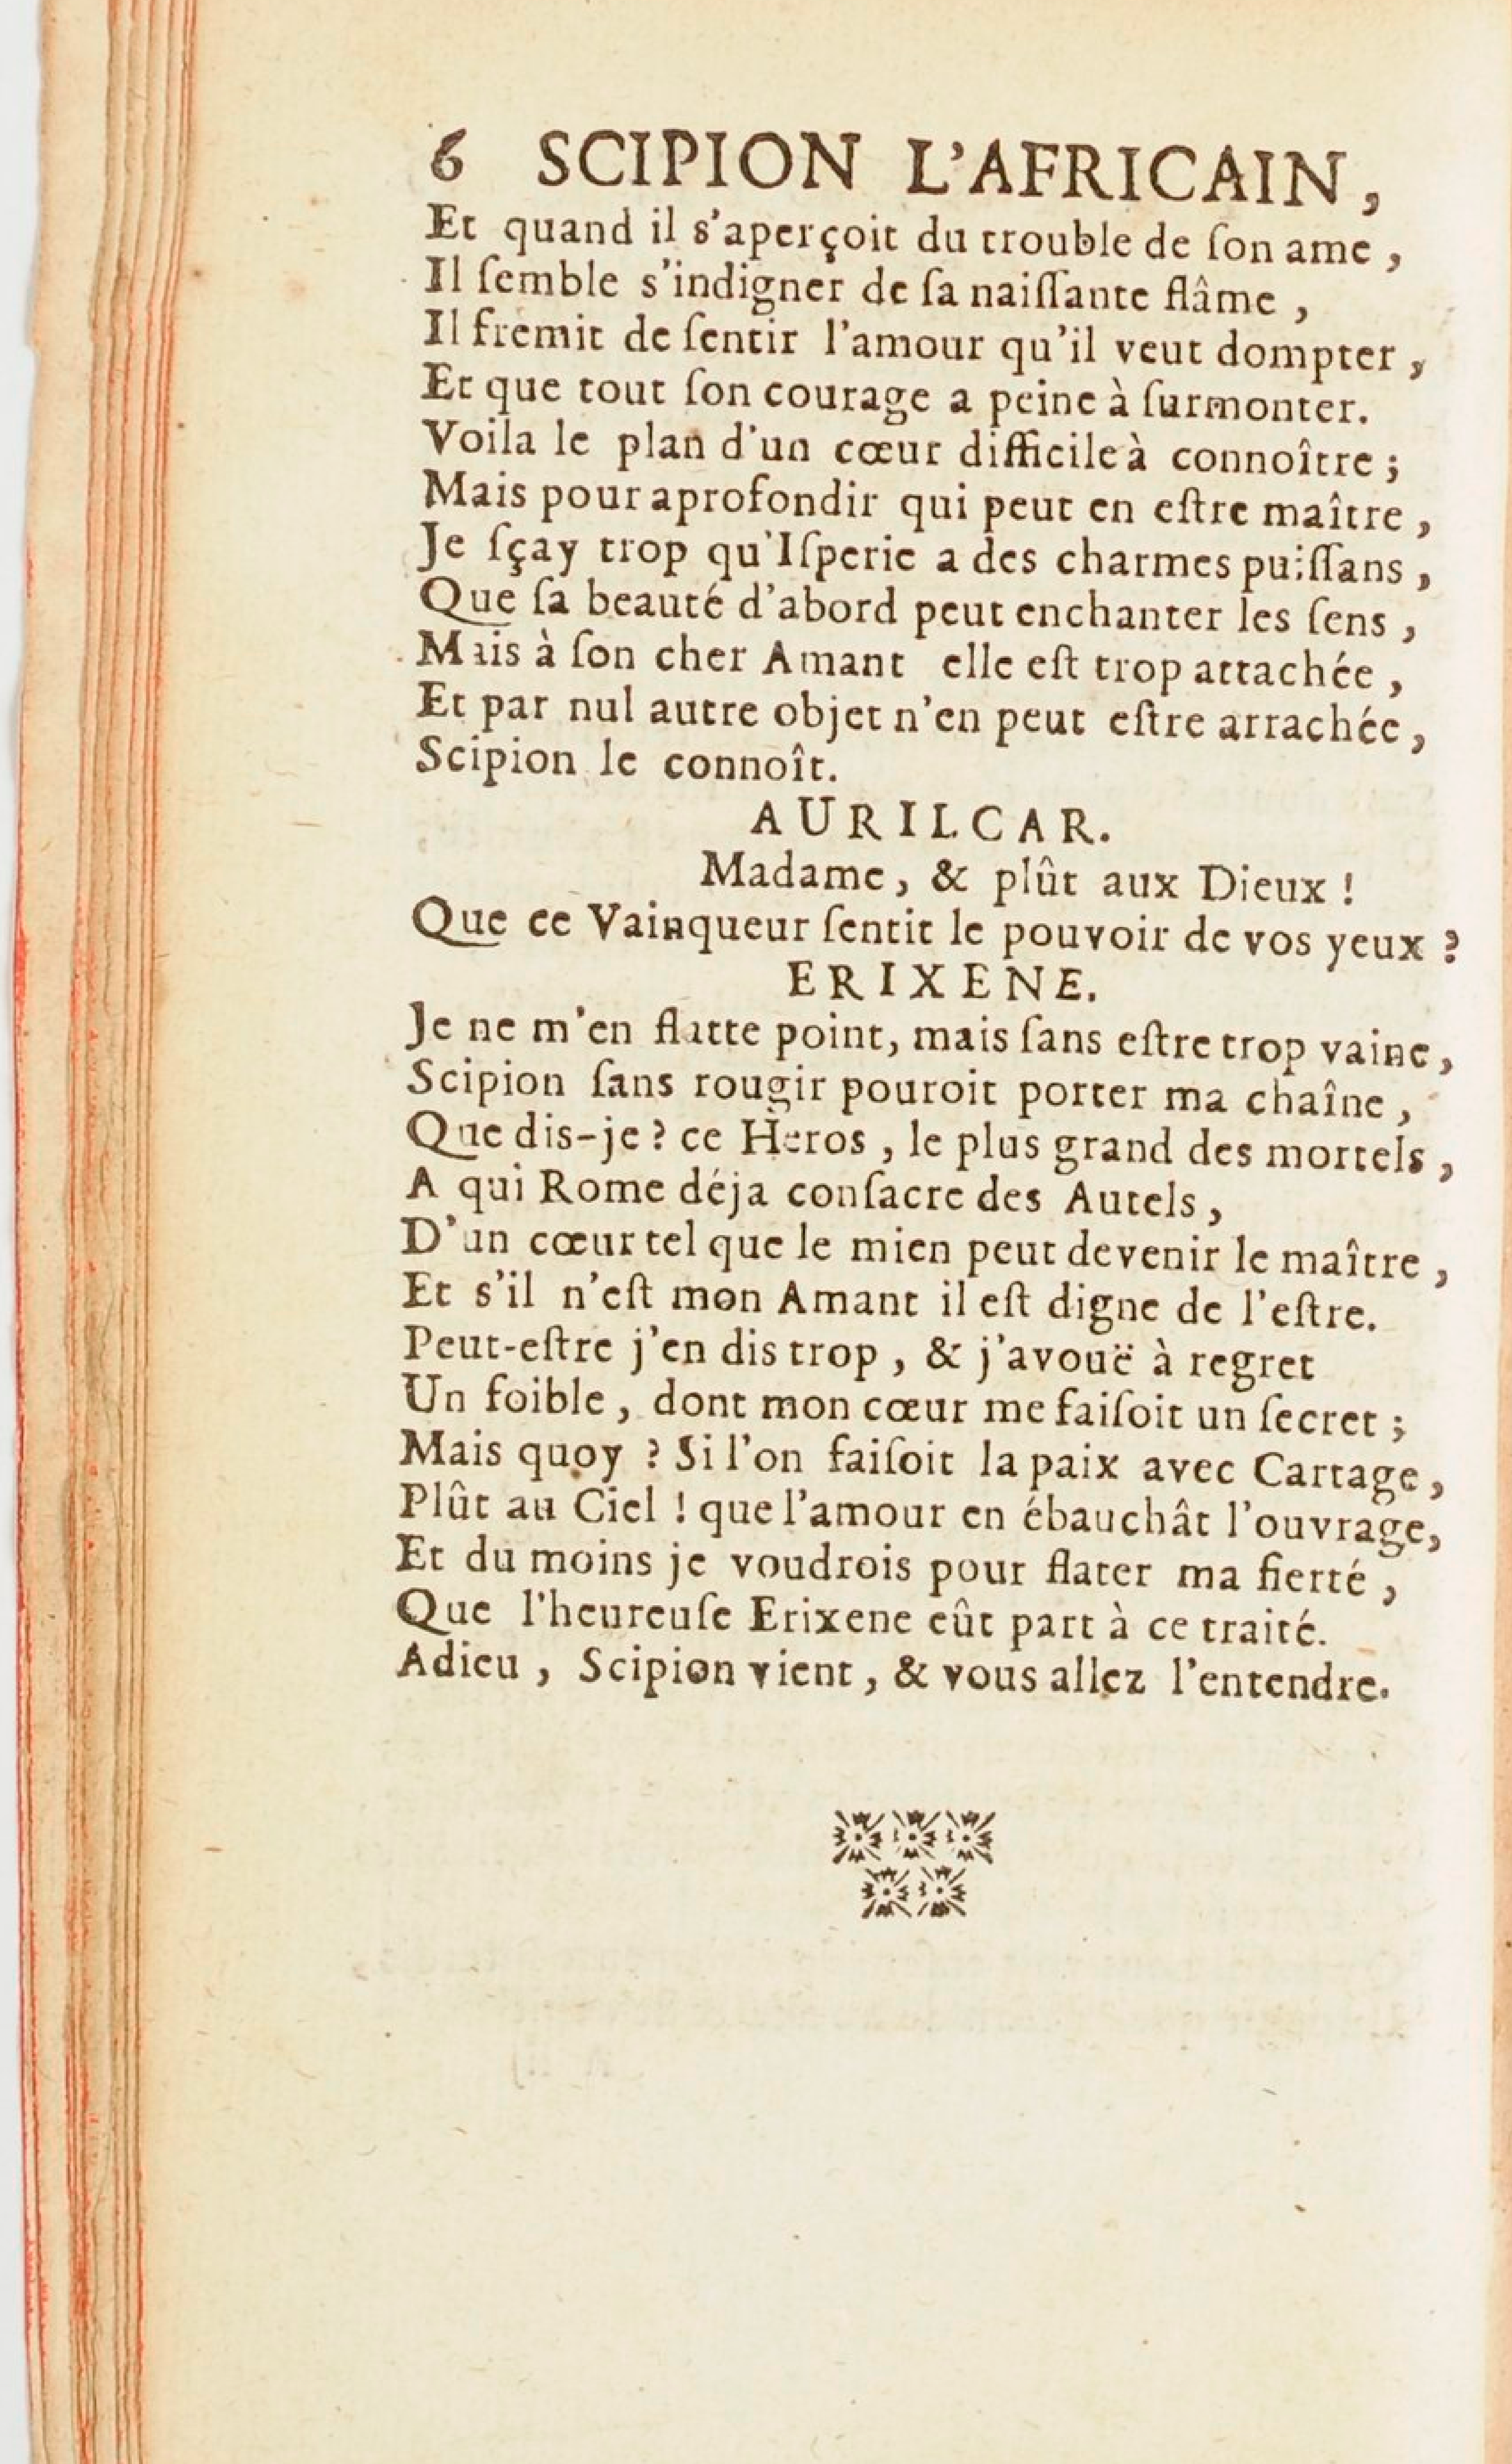 6 SCIPION L'AFRICAIN,
Et quand il s'aperçoit du trouble de ſon ame,
Il ſemble s'indigner de ſa naiſſante flâme,
Il fremit de ſentir l'amour qu'il veut dompter,
Et que tout ſon courage a peine à ſurmonter.
Voila le plan d'un cœur difficile à connoître;
Mais pour aprofondir qui peut en eſtre maître,
Je ſçay trop qu'Iſperie a des charmes puiſſans,
Que ſa beauté d'abord peut enchanter les ſens,
Mais à ſon cher Amant elle eſt trop attachée,
Et par nul autre objet n'en peut eſtre arrachée,
Scipion le connoît.
AURILCAR.
Madame, & plût aux Dieux !
Que ce Vainqueur ſentit le pouvoir de vos yeux ?
ERIXENE.
Je ne m'en flatte point, mais ſans eſtre trop vaine,
Scipion ſans rougir pouroit porter ma chaîne,
Que dis-je ? ce Heros, le plus grand des mortels,
A qui Rome déja conſacre des Autels,
D'un cœur tel que le mien peut devenir le maître,
Et s'il n'eſt mon Amant il eſt digne de l'eſtre.
Peut-eſtre j'en dis trop, & j'avouë à regret
Un foible, dont mon cœur me faiſoit un ſecret;
Mais quoy ? Si l'on faiſoit la paix avec Cartage,
Plût au Ciel ! que l'amour en ébauchât l'ouvrage,
Et du moins je voudrois pour flater ma fierté,
Que l'heureuſe Erixene eût part à ce traité.
Adieu, Scipion vient, & vous allez l'entendre.